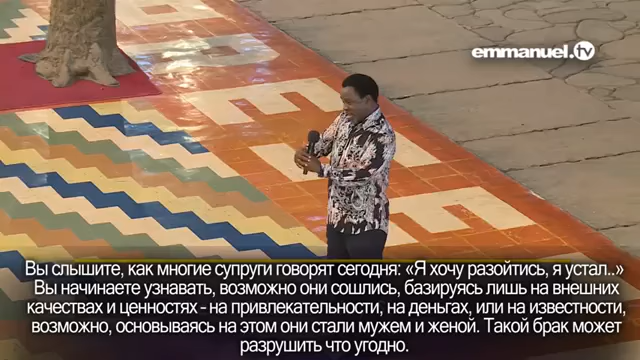 emmanuel.tv
Вы слышите, как многие супруги говорят сегодня: «Я хочу разойтись, я устал..»
Вы начинаете узнавать, возможно они сошлись, базируясь лишь на внешних
качествах и ценностях - на привлекательности, на деньгах, или на известности,
возможно, основываясь на этом они стали мужем и женой. Такой брак может
разрушить что угодно.